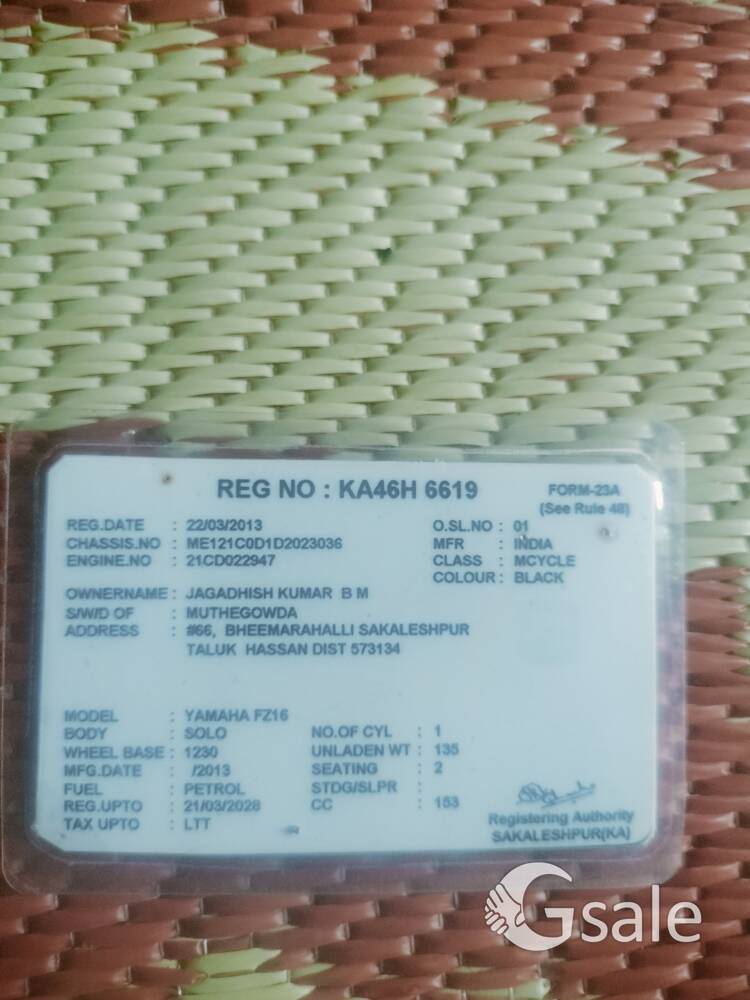 REG NO : KA46H 6619
FORM-23A
(See Rule 48)
REG.DATE : 22/03/2013
O.SL.NO : 01
CHASSIS.NO : ME121C0D1D2023036
MFR : INDIA
ENGINE.NO : 21CD022947
CLASS : MCYCLE
COLOUR : BLACK
OWNERNAME : JAGADHISH KUMAR B M
S/W/D OF : MUTHEGOWDA
ADDRESS : #66, BHEEMARAHALLI SAKALESHPUR
TALUK HASSAN DIST 573134
MODEL : YAMAHA FZ16
BODY : SOLO
NO.OF CYL : 1
WHEEL BASE : 1230
UNLADEN WT : 135
MFG.DATE : /2013
SEATING : 2
FUEL : PETROL
STDG/SLPR :
REG.UPTO : 21/03/2028
CC : 153
TAX UPTO : LTT
Registering Authority
SAKALESHPUR(KA)
Gsale